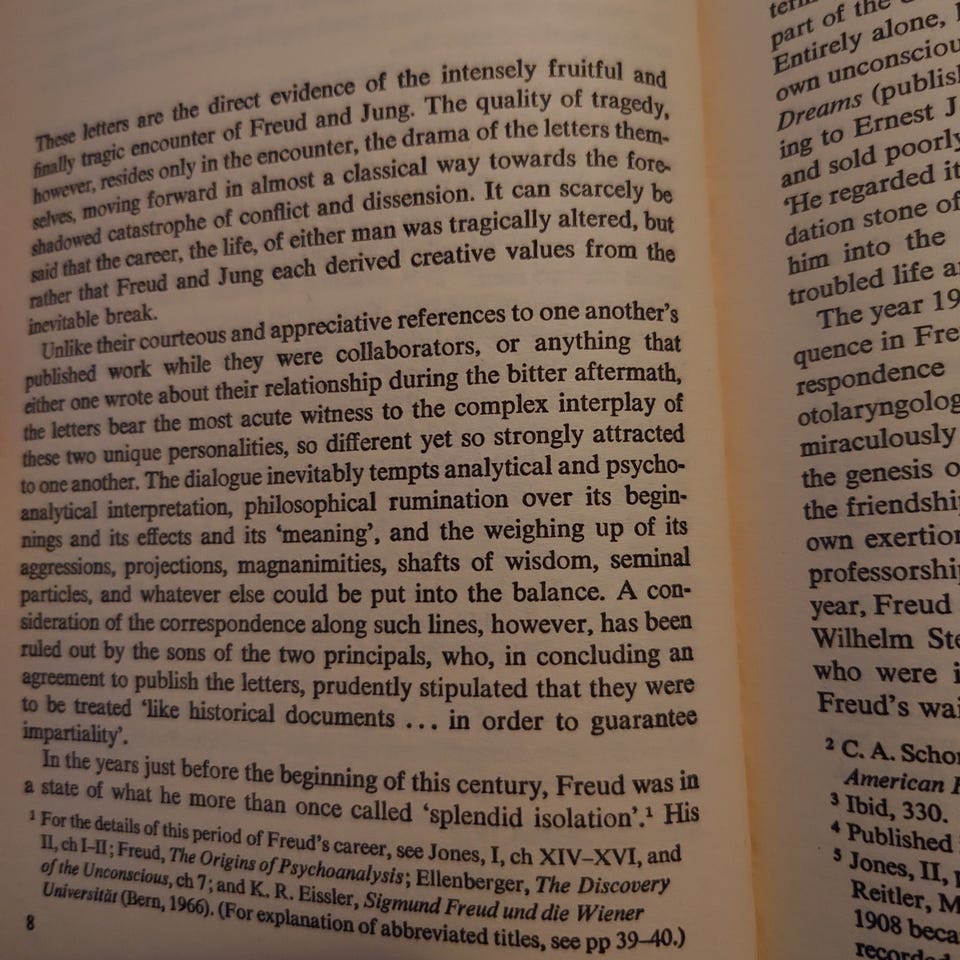 These letters are the direct evidence of the intensely fruitful and
finally tragic encounter of Freud and Jung. The quality of tragedy,
however, resides only in the encounter, the drama of the letters them-
selves, moving forward in almost a classical way towards the fore-
shadowed catastrophe of conflict and dissension. It can scarcely be
said that the career, the life, of either man was tragically altered, but
rather that Freud and Jung each derived creative values from the
inevitable break.
Unlike their courteous and appreciative references to one another's
published work while they were collaborators, or anything that
either one wrote about their relationship during the bitter aftermath,
the letters bear the most acute witness to the complex interplay of
these two unique personalities, so different yet so strongly attracted
to one another. The dialogue inevitably tempts analytical and psycho-
analytical interpretation, philosophical rumination over its begin-
nings and its effects and its ‘meaning’, and the weighing up of its
aggressions, projections, magnanimities, shafts of wisdom, seminal
particles, and whatever else could be put into the balance. A con-
sideration of the correspondence along such lines, however, has been
ruled out by the sons of the two principals, who, in concluding an
agreement to publish the letters, prudently stipulated that they were
to be treated ‘like historical documents ... in order to guarantee
impartiality’.
In the years just before the beginning of this century, Freud was in
a state of what he more than once called ‘splendid isolation’.¹ His
¹ For the details of this period of Freud's career, see Jones, I, ch XIV–XVI, and
II, ch I–II; Freud, The Origins of Psychoanalysis; Ellenberger, The Discovery
of the Unconscious, ch 7; and K. R. Eissler, Sigmund Freud und die Wiener
Universität (Bern, 1966). (For explanation of abbreviated titles, see pp 39–40.)
8
part of the
Entirely alone,
own unconsciou
Dreams (publish
ing to Ernest J
and sold poorly
‘He regarded it
dation stone of
him into the
troubled life a
The year 19
quence in Fre
respondence
otolaryngolog
miraculously
the genesis o
the friendship
own exertion
professorship
year, Freud
Wilhelm Ste
who were i
Freud's wai
² C. A. Schor
American
³ Ibid, 330.
⁴ Published
⁵ Jones, II, p
Reitler, M
1908 beca
recorded